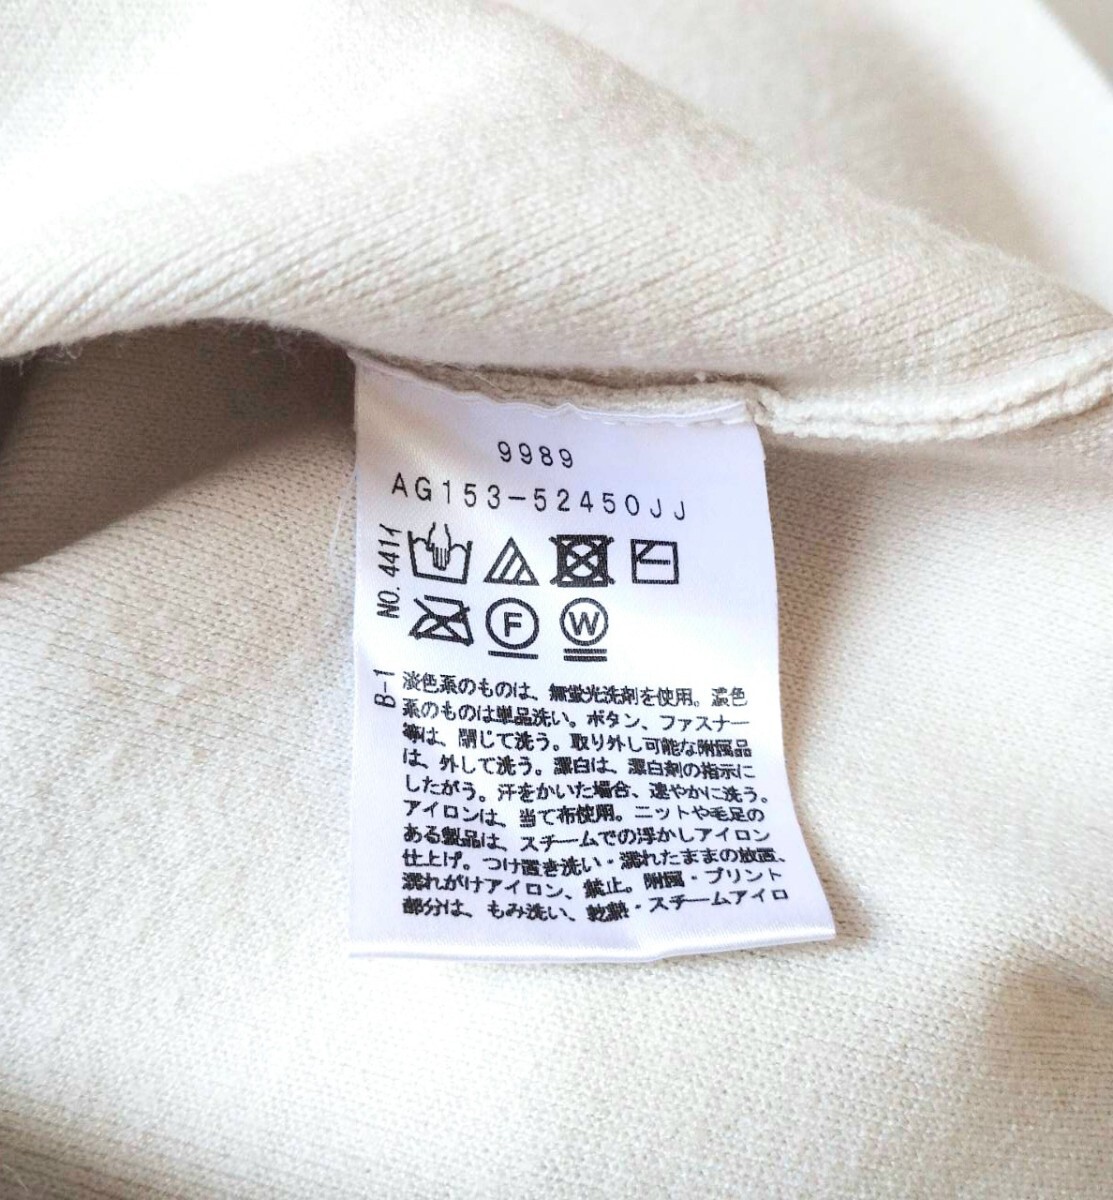 9989
AG153-52450JJ
NO.441イ
F
W
B-1
淡色系のものは、無蛍光洗剤を使用。濃色
系のものは単品洗い。ボタン、ファスナー
等は、閉じて洗う。取り外し可能な附属品
は、外して洗う。漂白は、漂白剤の指示に
したがう。汗をかいた場合、速やかに洗う。
アイロンは、当て布使用。ニットや毛足の
ある製品は、スチームでの浮かしアイロン
仕上げ。つけ置き洗い・濡れたままの放置、
濡れがけアイロン、禁止。附属・プリント
部分は、もみ洗い、乾熱・スチームアイロ